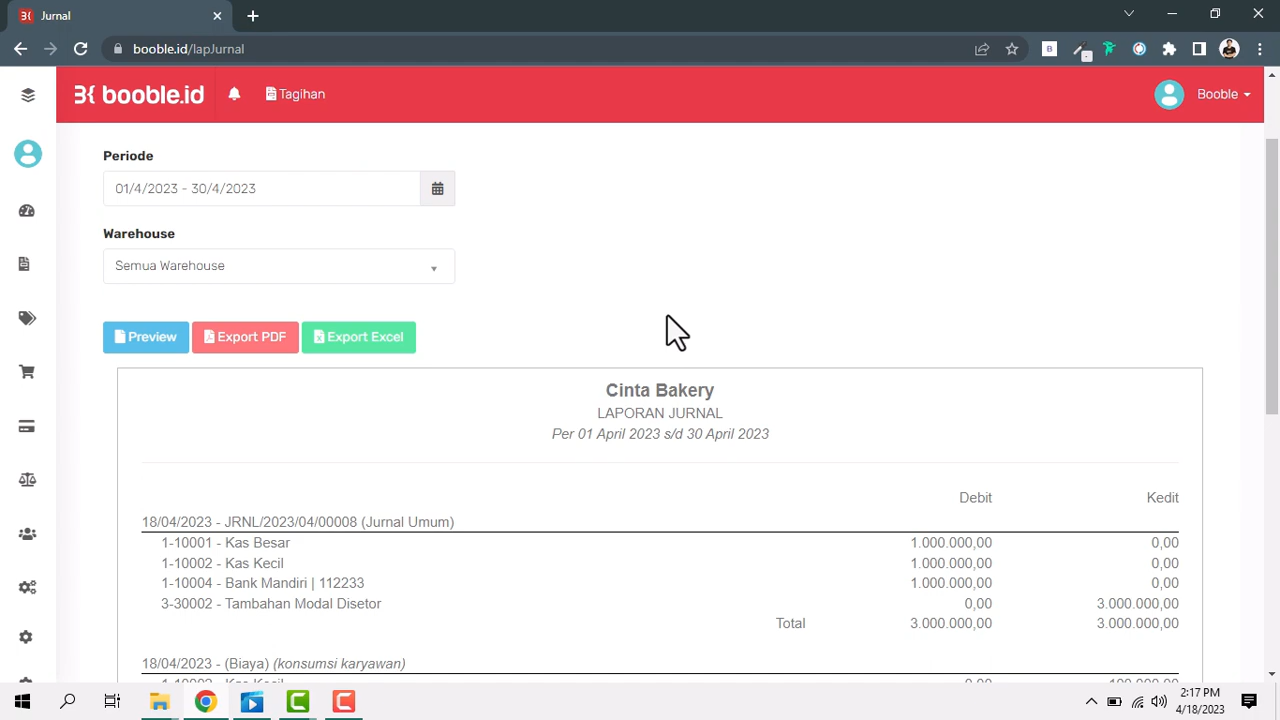 Jurnal
booble.id/lapJurnal
booble.id
Tagihan
Booble
Periode
01/4/2023 - 30/4/2023
Warehouse
Semua Warehouse
Preview
Export PDF
Export Excel
Cinta Bakery
LAPORAN JURNAL
Per 01 April 2023 s/d 30 April 2023
Debit Kedit
18/04/2023 - JRNL/2023/04/00008 (Jurnal Umum)
1-10001 - Kas Besar 1.000.000,00 0,00
1-10002 - Kas Kecil 1.000.000,00 0,00
1-10004 - Bank Mandiri | 112233 1.000.000,00 0,00
3-30002 - Tambahan Modal Disetor 0,00 3.000.000,00
Total 3.000.000,00 3.000.000,00
18/04/2023 - (Biaya) (konsumsi karyawan)
2:17 PM
4/18/2023